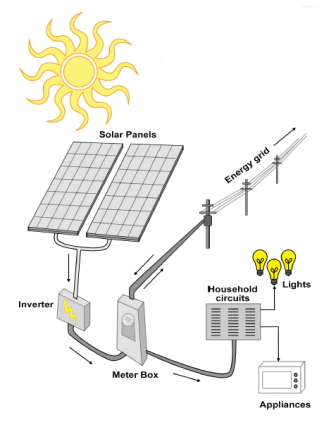 Solar Panels
Energy grid
Inverter
Household
circuits
Lights
Meter Box
Appliances